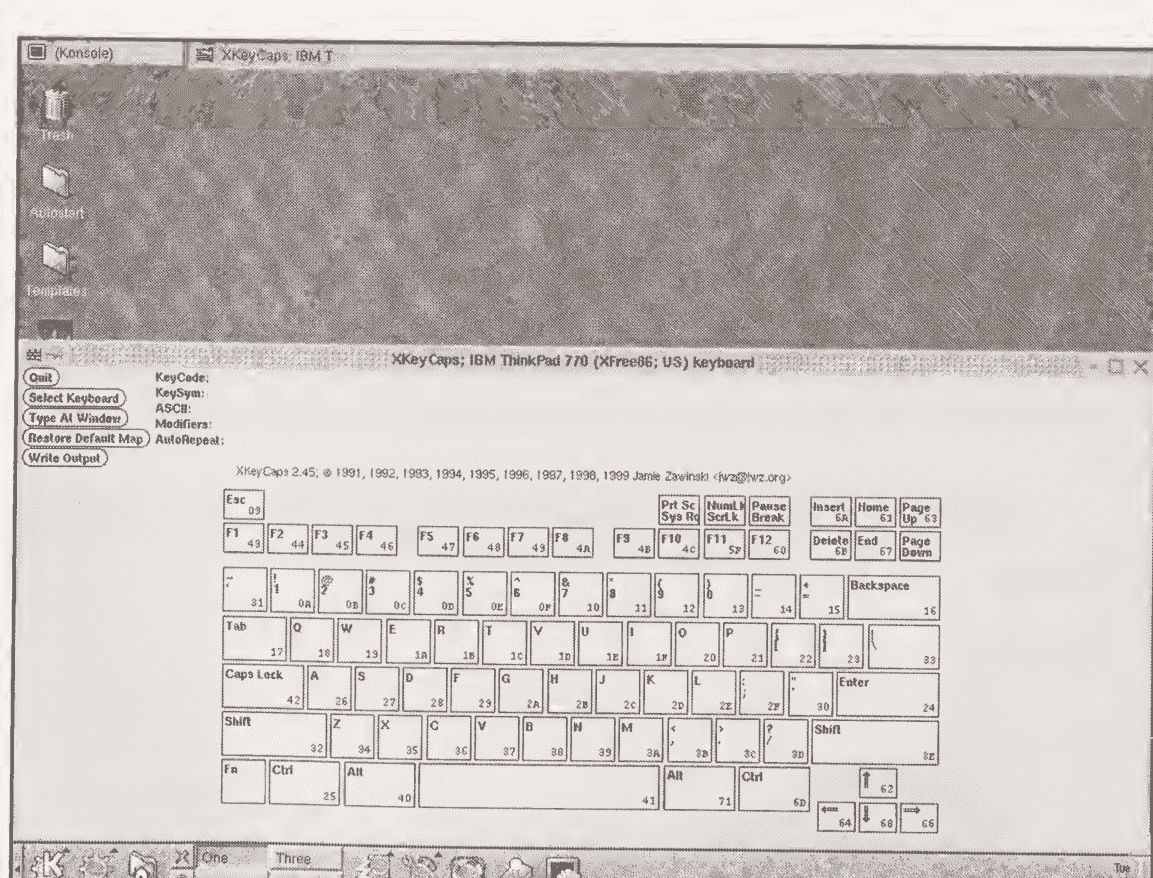 (Konsole)
XKeyCaps; IBM T
Trash
Autostart
Templates
XKeyCaps; IBM ThinkPad 770 (XFree86; US) keyboard
Quit
KeyCode:
Select Keyboard
KeySym:
Type At Window
ASCII:
Modifiers:
Restore Default Map
AutoRepeat:
Write Output
XKeyCaps 2.45; © 1991, 1992, 1993, 1994, 1995, 1996, 1997, 1998, 1999 Jamie Zawinski <jwz@jwz.org>
Esc 09
Prt Sc Sys Rq
NumLk ScrLk
Pause Break
Insert 6A
Home 61
Page Up 63
F1 43
F2 44
F3 45
F4 46
F5 47
F6 48
F7 49
F8 4A
F9 4B
F10 4C
F11 5F
F12 60
Delete 6B
End 67
Page Down
~ ` 31
! 1 0A
@ 2 0B
# 3 0C
$ 4 0D
% 5 0E
^ 6 0F
& 7 10
* 8 11
( 9 12
) 0 13
_ - 14
+ = 15
Backspace 16
Tab 17
Q 18
W 19
E 1A
R 1B
T 1C
Y 1D
U 1E
I 1F
O 20
P 21
{ [ 22
} ] 23
| \ 33
Caps Lock 42
A 26
S 27
D 28
F 29
G 2A
H 2B
J 2C
K 2D
L 2E
: ; 2F
" ' 30
Enter 24
Shift 32
Z 34
X 35
C 36
V 37
B 38
N 39
M 3A
< , 3B
> . 3C
? / 3D
Shift 3E
Fn
Ctrl 25
Alt 40
41
Alt 71
Ctrl 6D
↑ 62
← 64
↓ 68
→ 66
K
One
Three
Tue